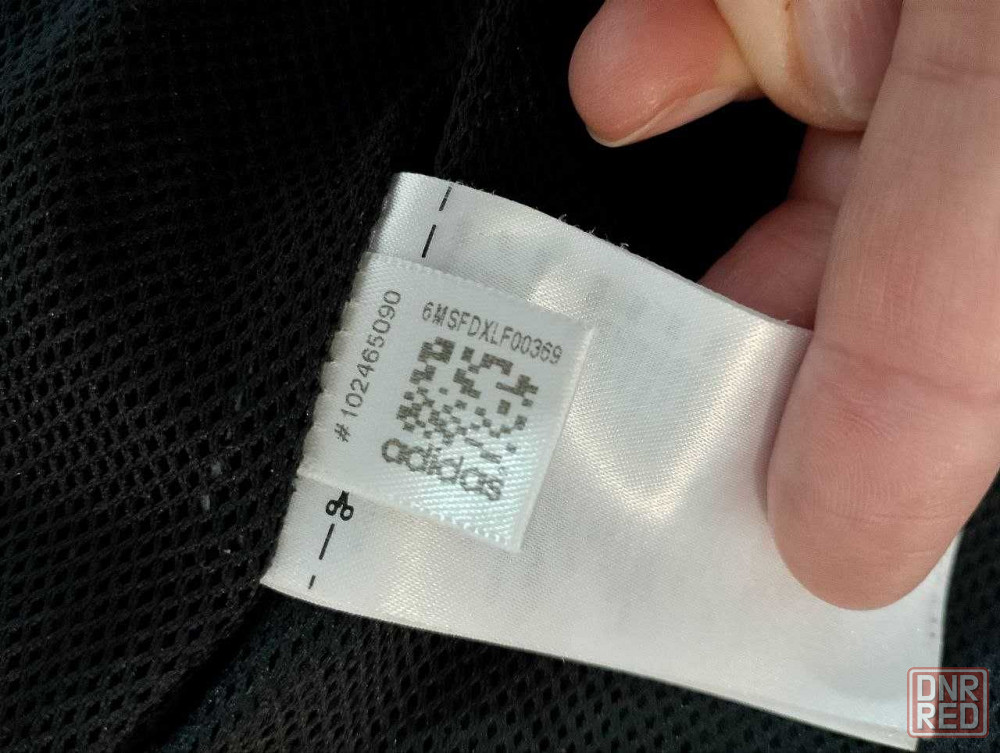 #102465090
6MSFDXLF00369
adidas
DNR
RED